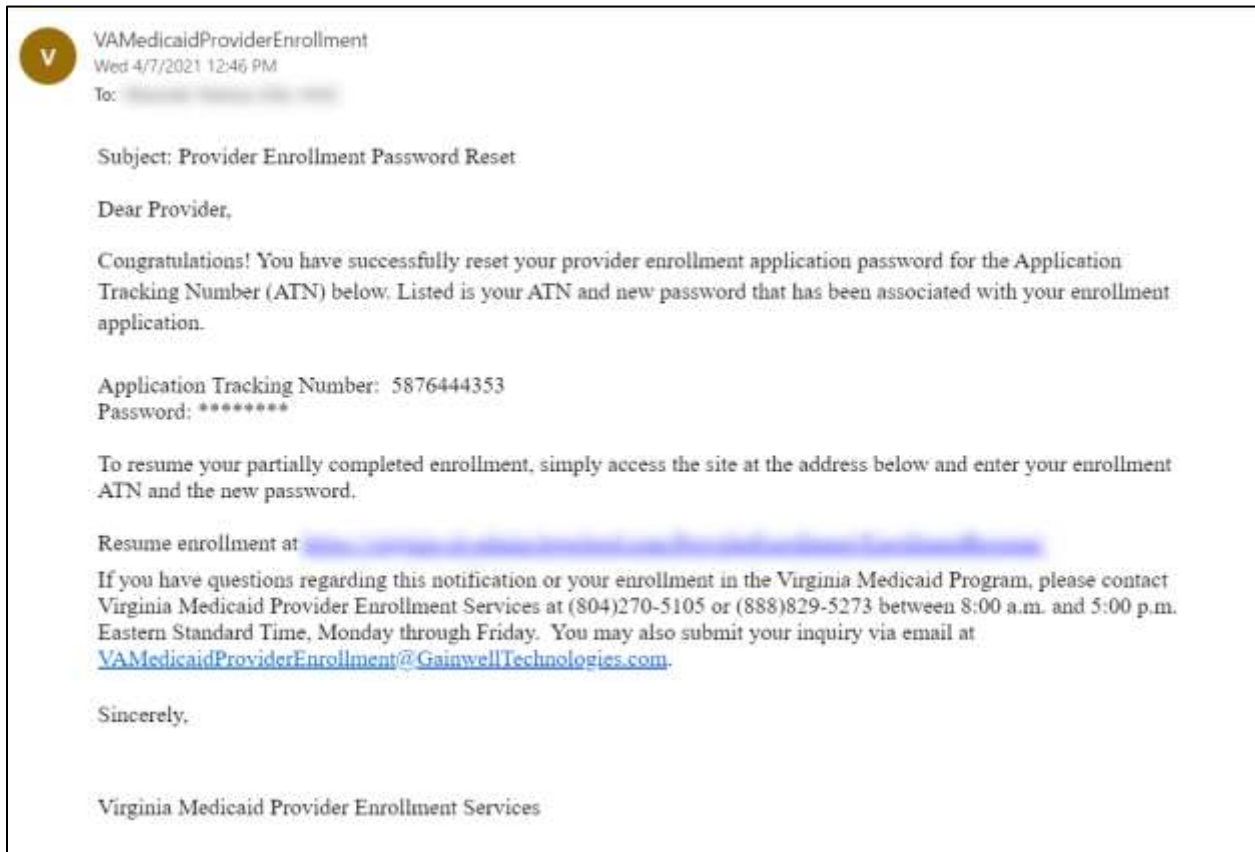 V
VAMedicaidProviderEnrollment
Wed 4/7/2021 12:46 PM
To:
Subject: Provider Enrollment Password Reset
Dear Provider,
Congratulations! You have successfully reset your provider enrollment application password for the Application
Tracking Number (ATN) below. Listed is your ATN and new password that has been associated with your enrollment
application.
Application Tracking Number: 5876444353
Password: ********
To resume your partially completed enrollment, simply access the site at the address below and enter your enrollment
ATN and the new password.
Resume enrollment at
If you have questions regarding this notification or your enrollment in the Virginia Medicaid Program, please contact
Virginia Medicaid Provider Enrollment Services at (804)270-5105 or (888)829-5273 between 8:00 a.m. and 5:00 p.m.
Eastern Standard Time, Monday through Friday. You may also submit your inquiry via email at
VAMedicaidProviderEnrollment@GainwellTechnologies.com.
Sincerely,
Virginia Medicaid Provider Enrollment Services